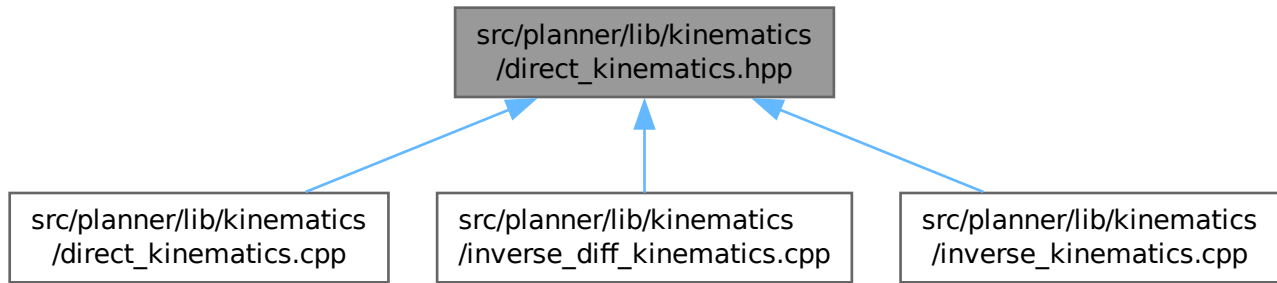 src/planner/lib/kinematics
/direct_kinematics.hpp
src/planner/lib/kinematics
/direct_kinematics.cpp
src/planner/lib/kinematics
/inverse_diff_kinematics.cpp
src/planner/lib/kinematics
/inverse_kinematics.cpp